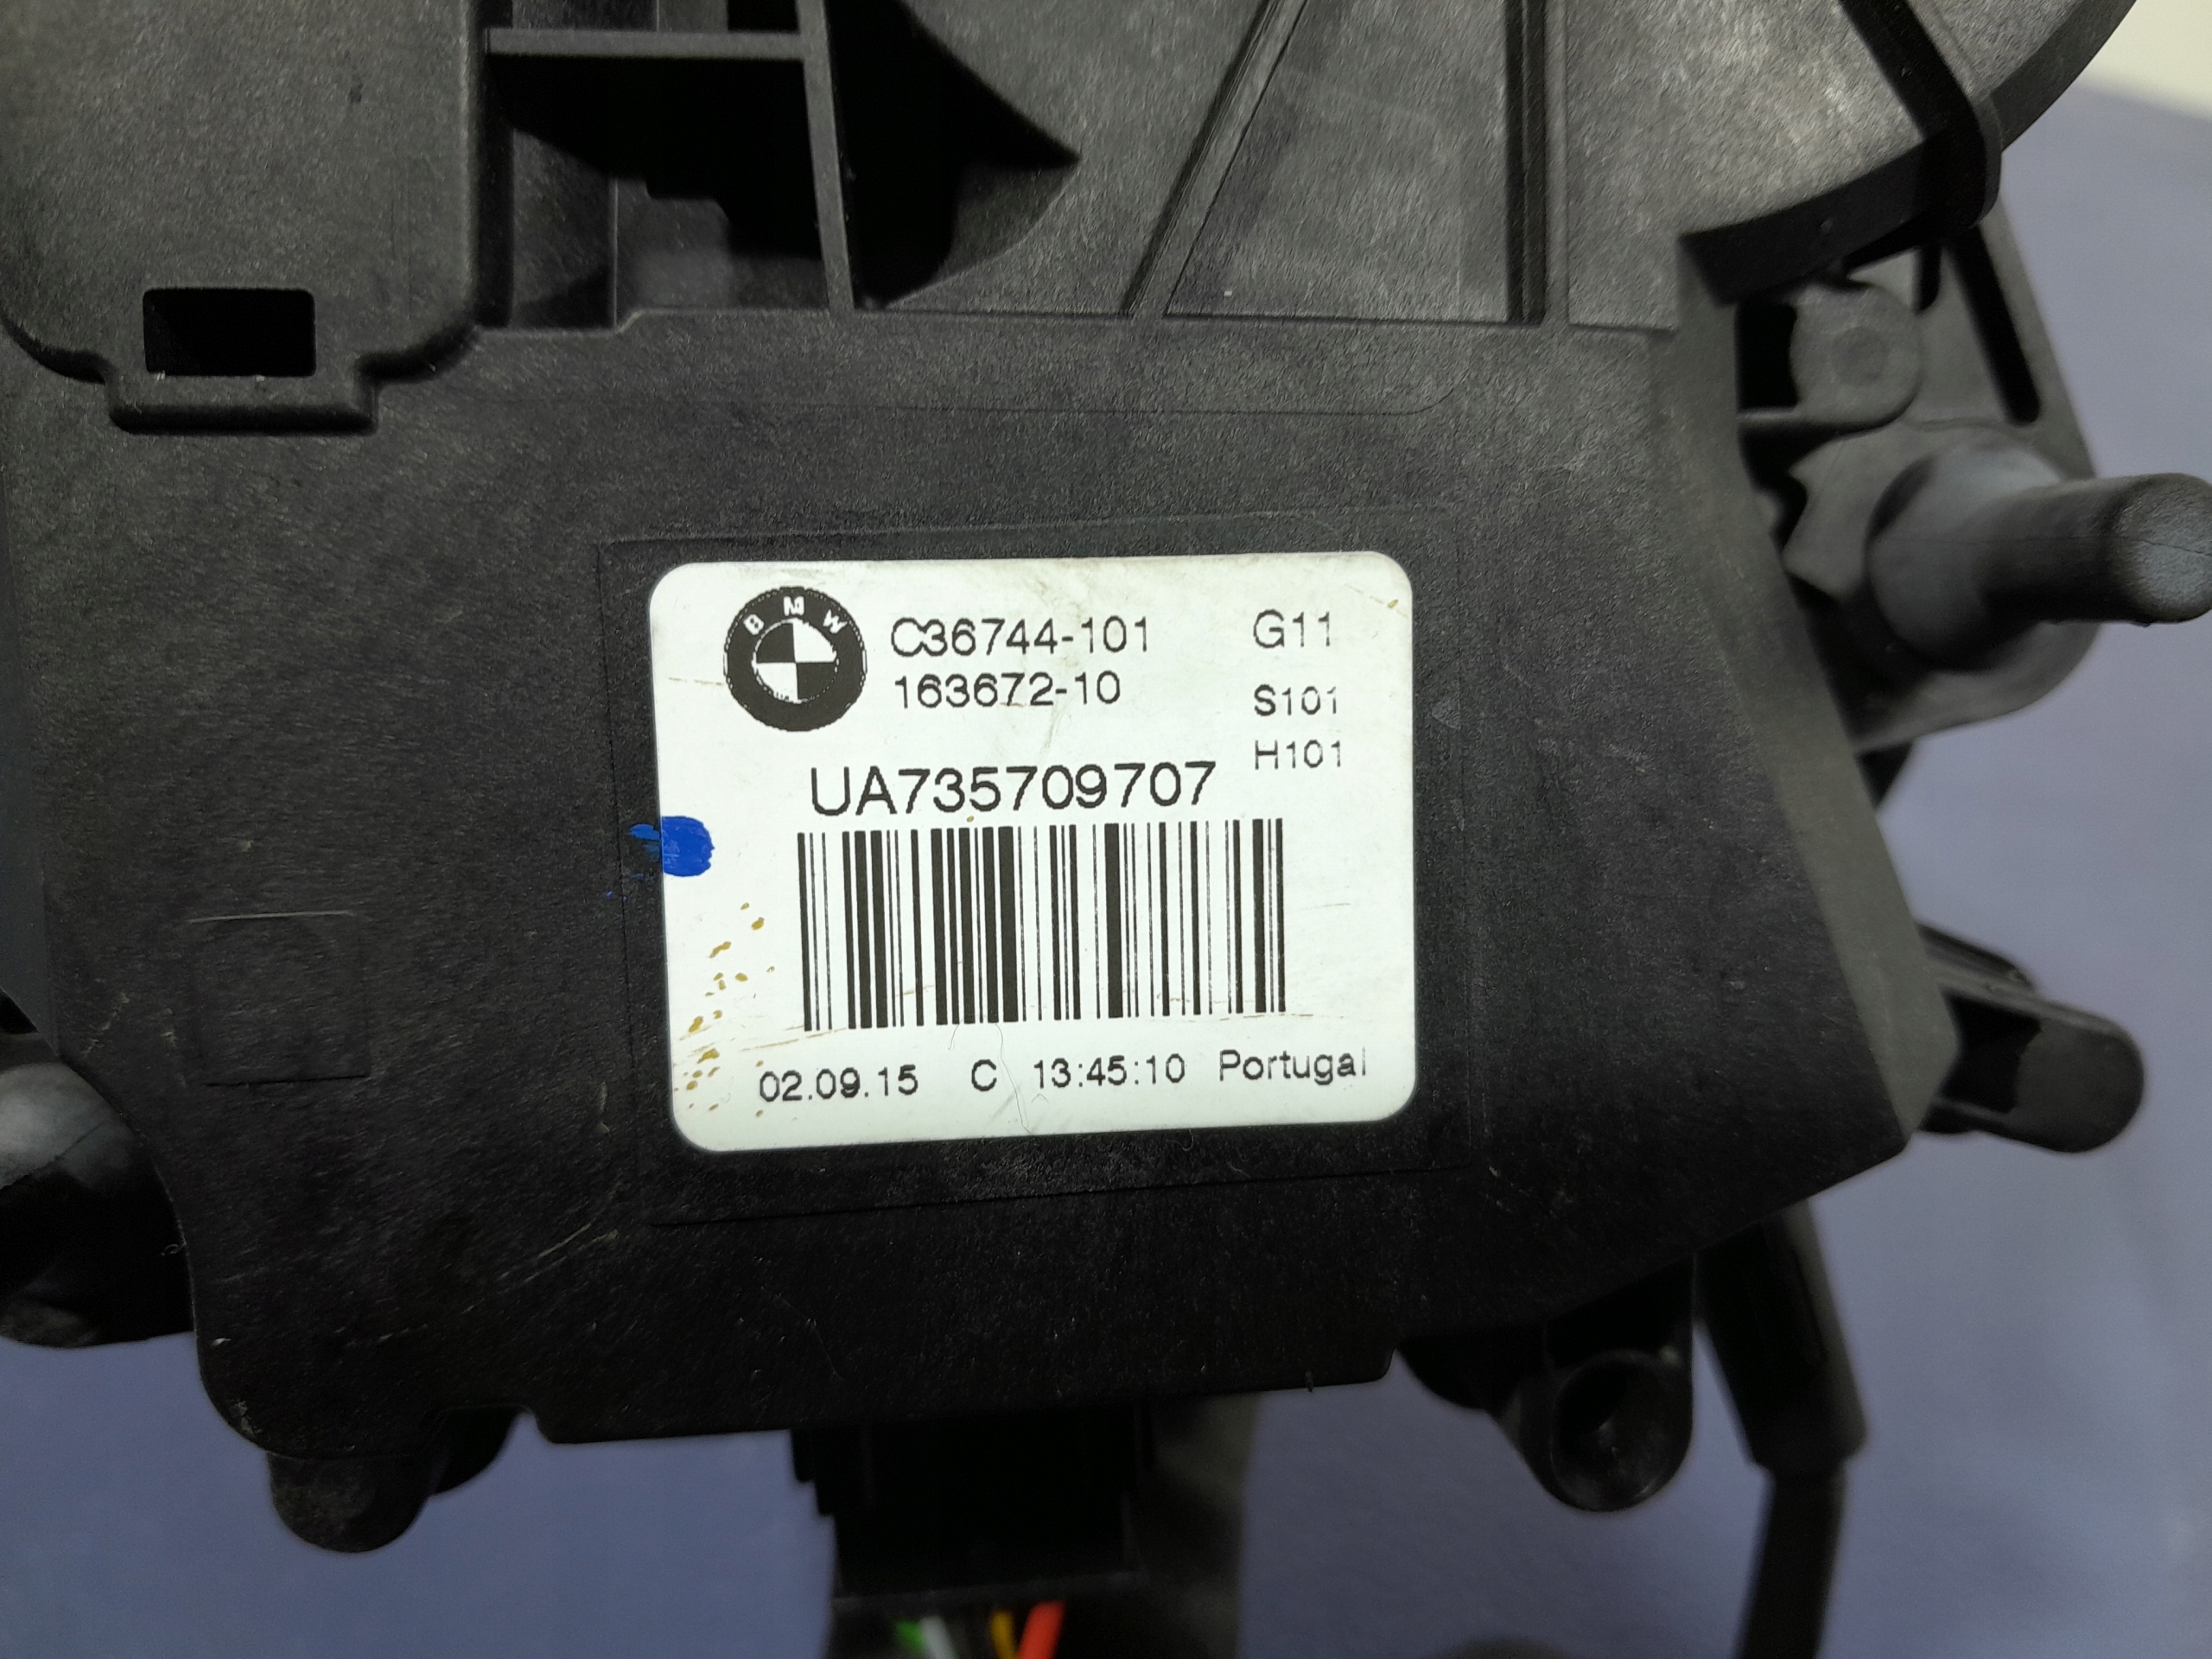 BMW
C36744-101 G11
163672-10 S101
H101
UA735709707
02.09.15 C 13:45:10 Portugal